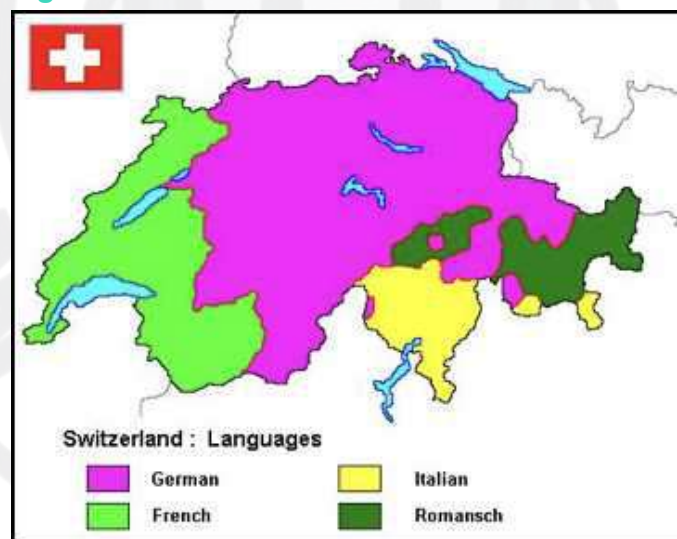 Switzerland : Languages
German
Italian
French
Romansch